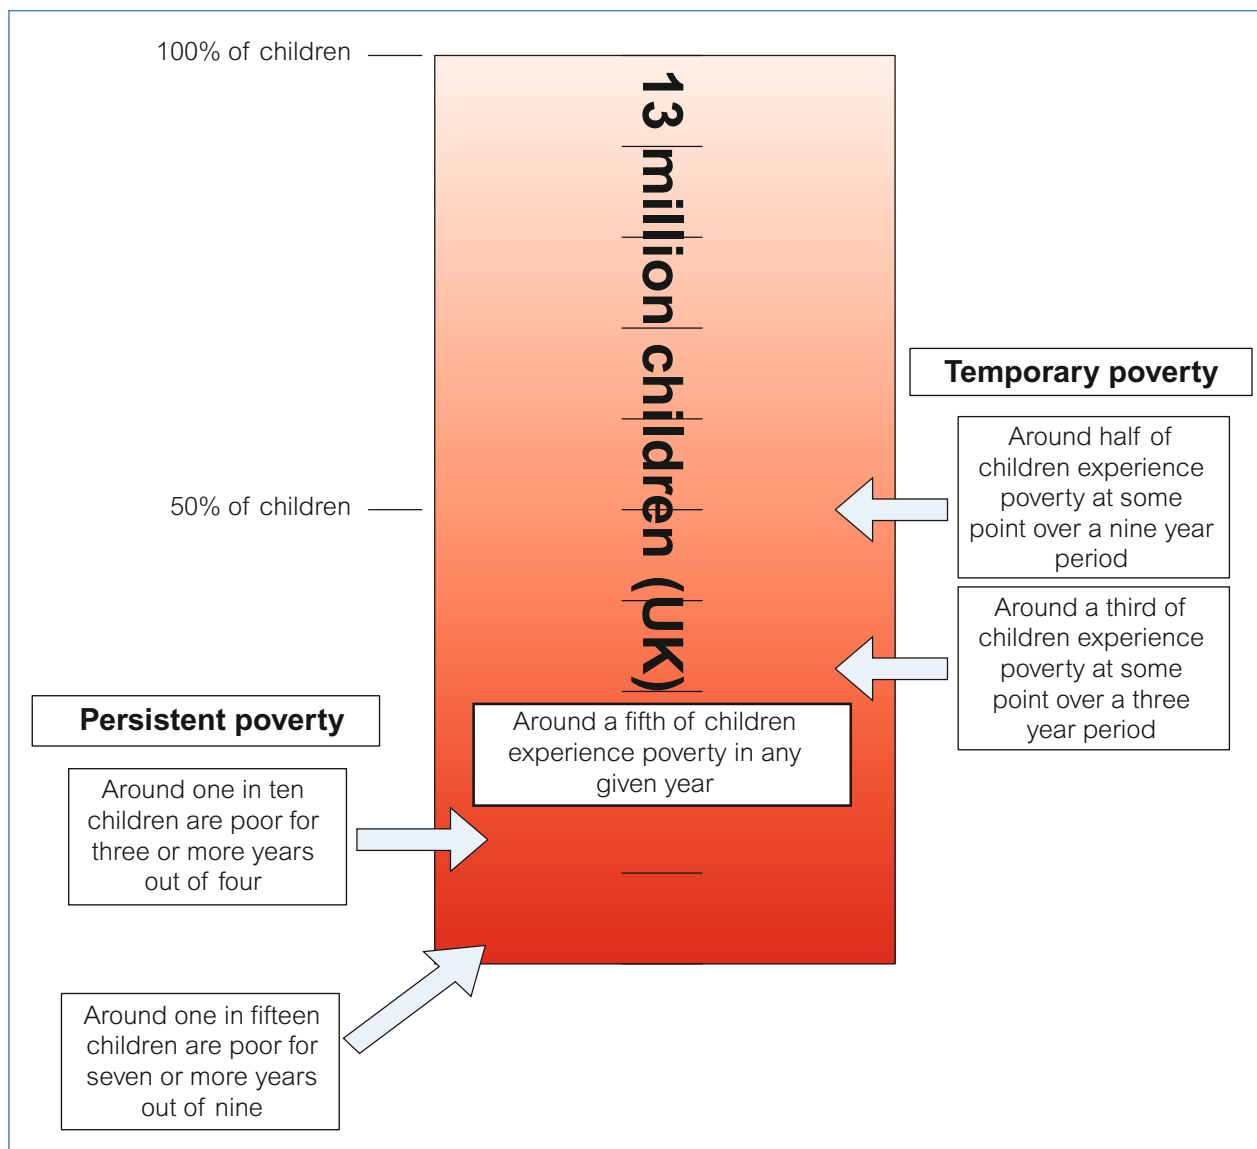 100% of children
13 million children (UK)
50% of children
Temporary poverty
Around half of
children experience
poverty at some
point over a nine year
period
Around a third of
children experience
poverty at some
point over a three
year period
Around a fifth of children
experience poverty in any
given year
Persistent poverty
Around one in ten
children are poor for
three or more years
out of four
Around one in fifteen
children are poor for
seven or more years
out of nine